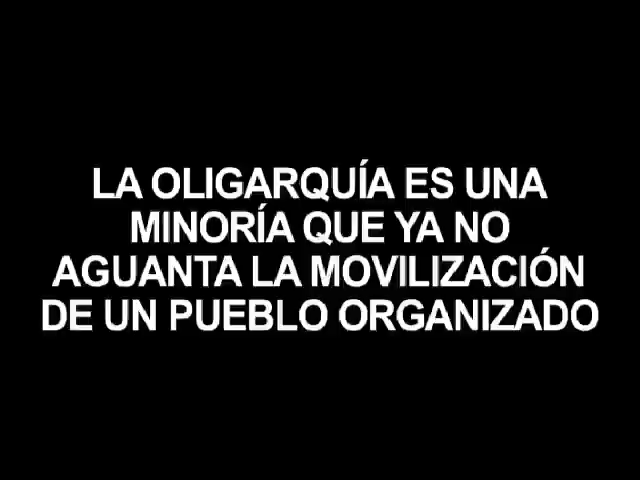 LA OLIGARQUÍA ES UNA
MINORÍA QUE YA NO
AGUANTA LA MOVILIZACIÓN
DE UN PUEBLO ORGANIZADO